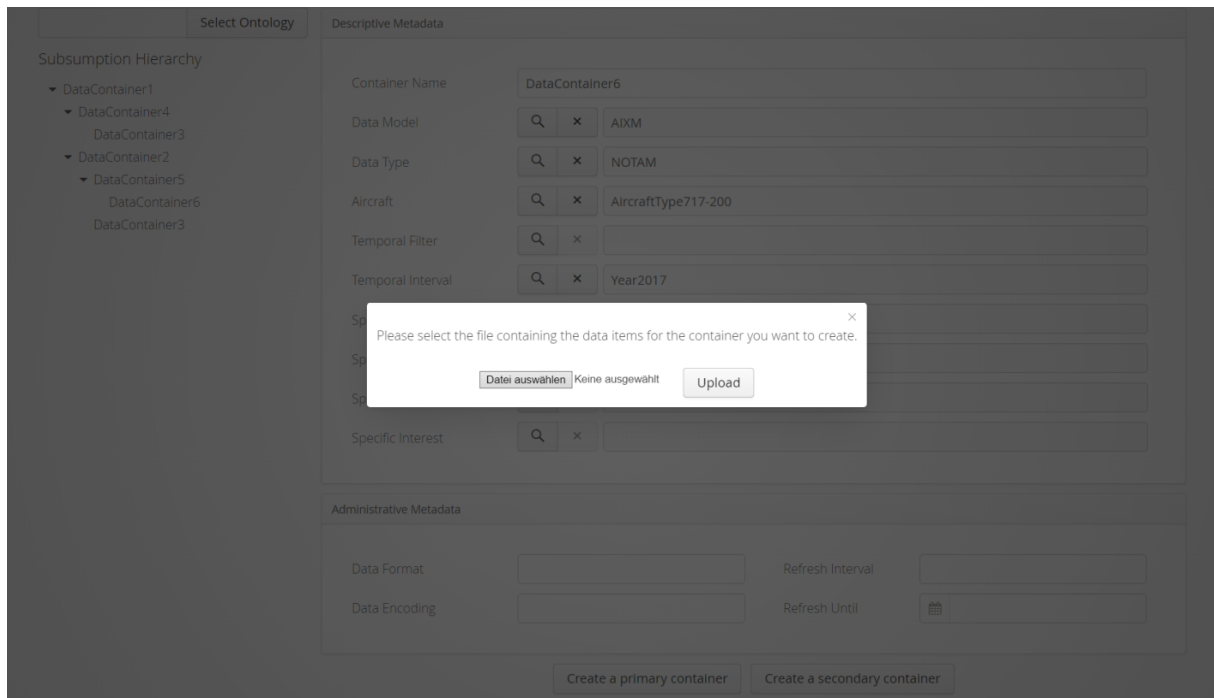 Select Ontology
Subsumption Hierarchy
DataContainer1
DataContainer4
DataContainer3
DataContainer2
DataContainer5
DataContainer6
DataContainer3
Descriptive Metadata
Container Name DataContainer6
Data Model AIXM
Data Type NOTAM
Aircraft AircraftType717-200
Temporal Filter
Temporal Interval Year2017
Sp
Sp
Sp
Specific Interest
×
Please select the file containing the data items for the container you want to create.
Datei auswählen Keine ausgewählt Upload
Administrative Metadata
Data Format Refresh Interval
Data Encoding Refresh Until
Create a primary container Create a secondary container